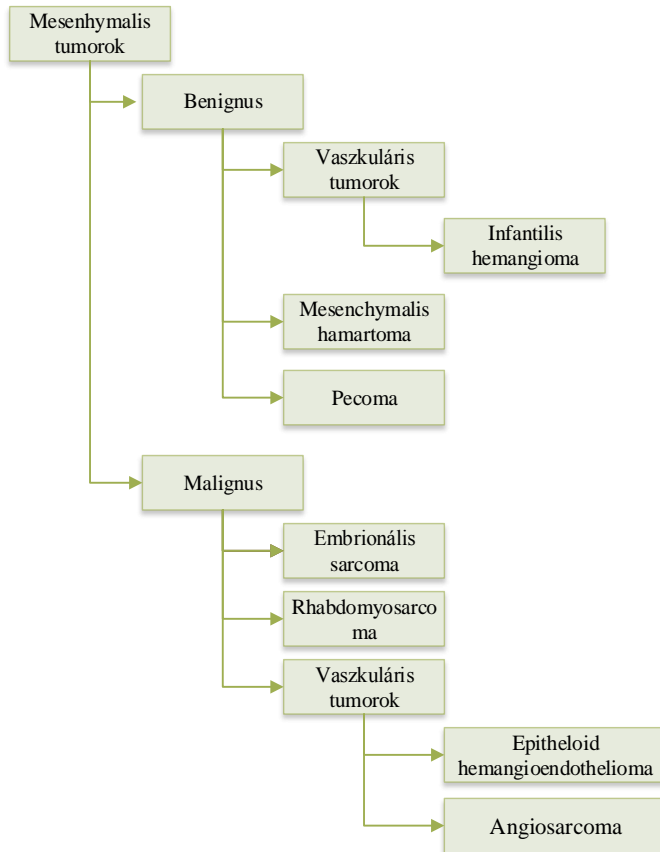 Mesenhymalis
tumorok
Benignus
Vaszkuláris
tumorok
Infantilis
hemangioma
Mesenchymalis
hamartoma
Pecoma
Malignus
Embrionális
sarcoma
Rhabdomyosarco
ma
Vaszkuláris
tumorok
Epitheloid
hemangioendothelioma
Angiosarcoma